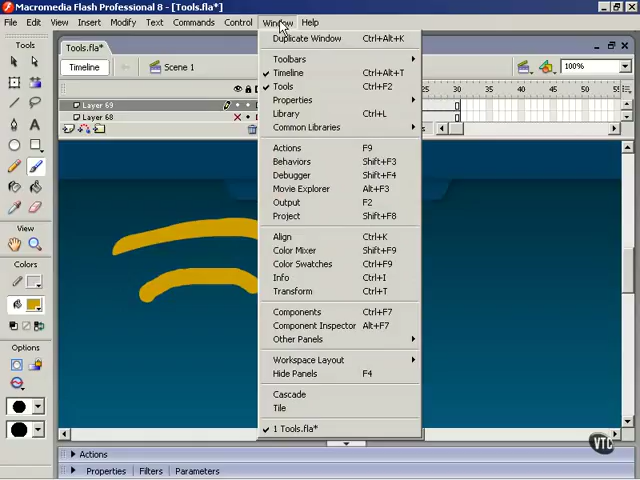 Macromedia Flash Professional 8 - [Tools.fla*]
File Edit View Insert Modify Text Commands Control Window Help
Tools
Tools.fla*
Timeline Scene 1 100%
Layer 69
Layer 68
45 50 55
Duplicate Window Ctrl+Alt+K
Toolbars
Timeline Ctrl+Alt+T
Tools Ctrl+F2
Properties
Library Ctrl+L
Common Libraries
Actions F9
Behaviors Shift+F3
Debugger Shift+F4
Movie Explorer Alt+F3
Output F2
Project Shift+F8
Align Ctrl+K
Color Mixer Shift+F9
Color Swatches Ctrl+F9
Info Ctrl+I
Transform Ctrl+T
Components Ctrl+F7
Component Inspector Alt+F7
Other Panels
Workspace Layout
Hide Panels F4
Cascade
Tile
1 Tools.fla*
View
Colors
Options
VTC
Actions
Properties Filters Parameters